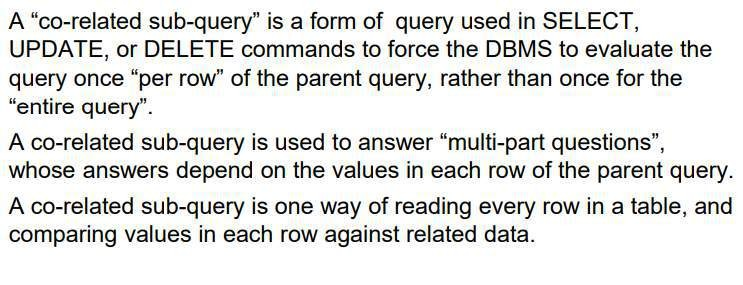 A “co-related sub-query” is a form of  query used in SELECT,
UPDATE, or DELETE commands to force the DBMS to evaluate the
query once “per row” of the parent query, rather than once for the
“entire query”.
A co-related sub-query is used to answer “multi-part questions”,
whose answers depend on the values in each row of the parent query.
A co-related sub-query is one way of reading every row in a table, and
comparing values in each row against related data.